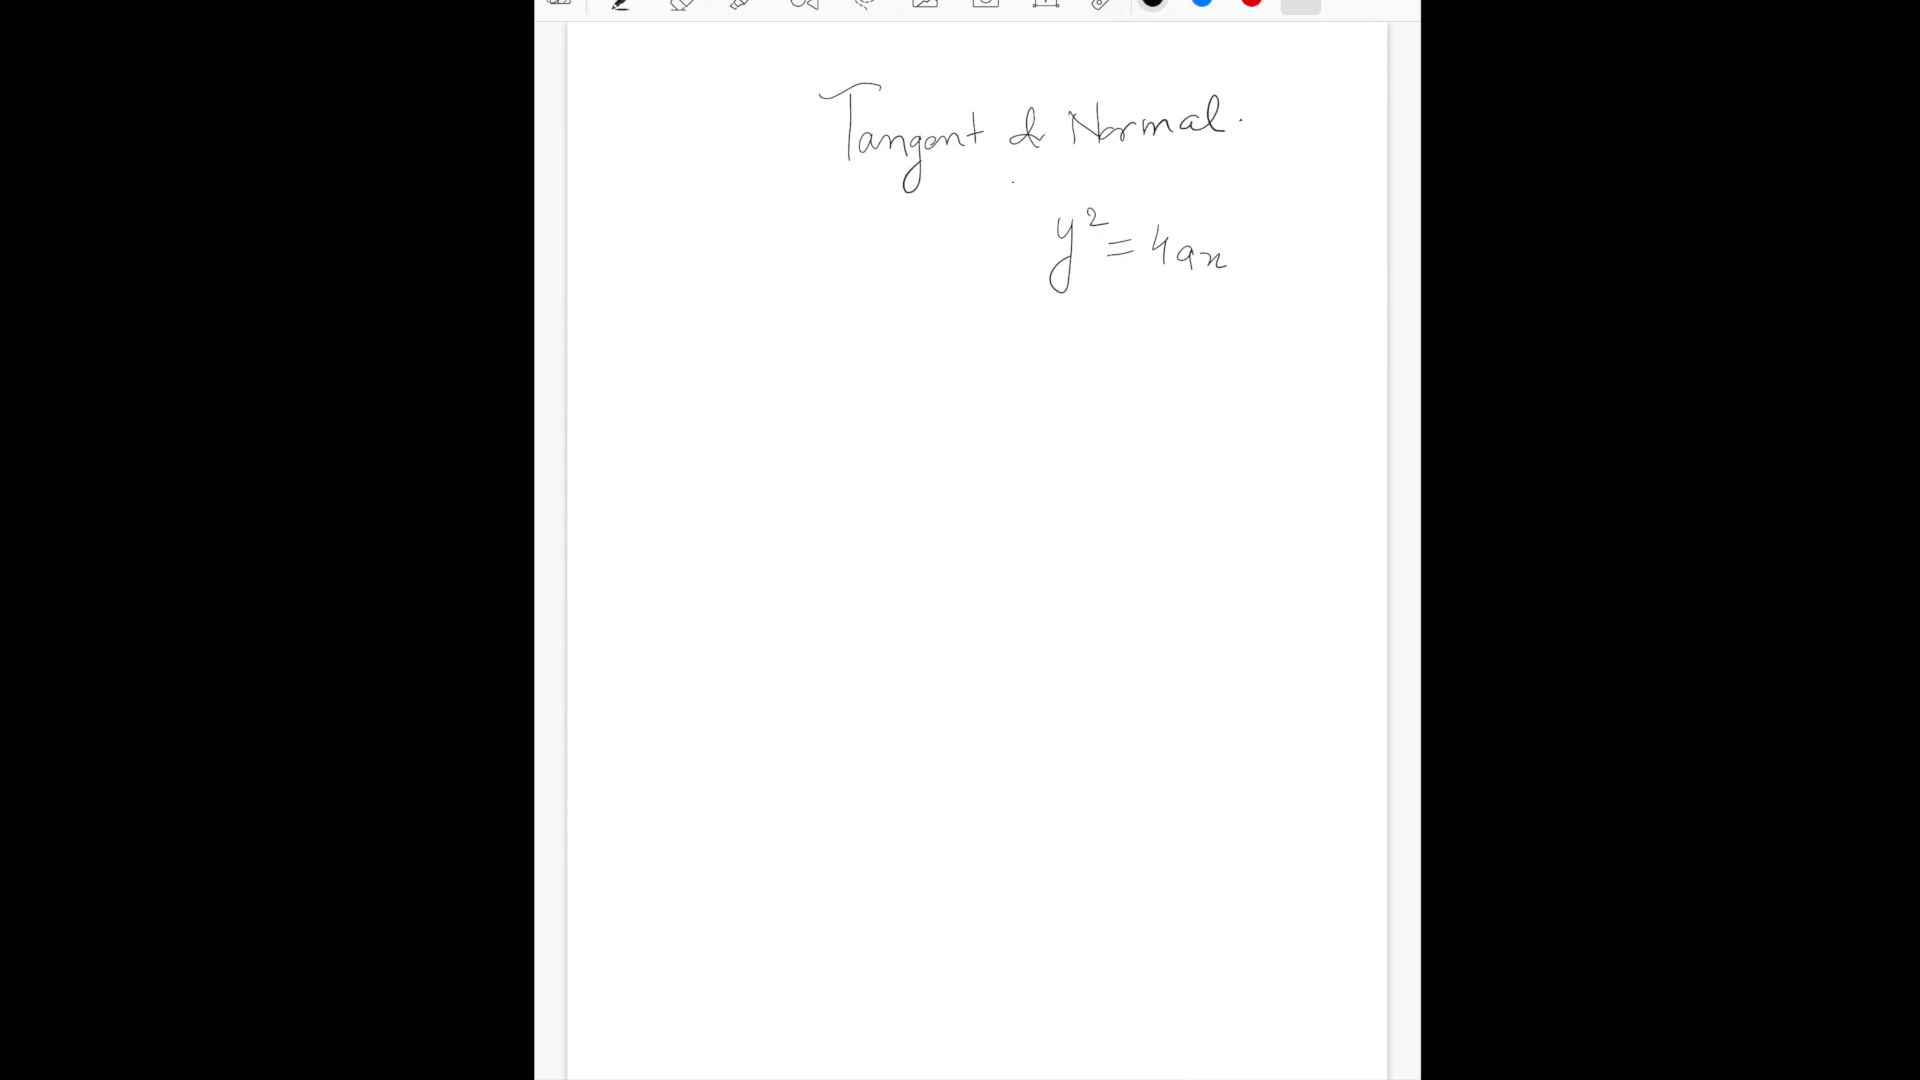 Tangent & Normal.
y² = 4ax